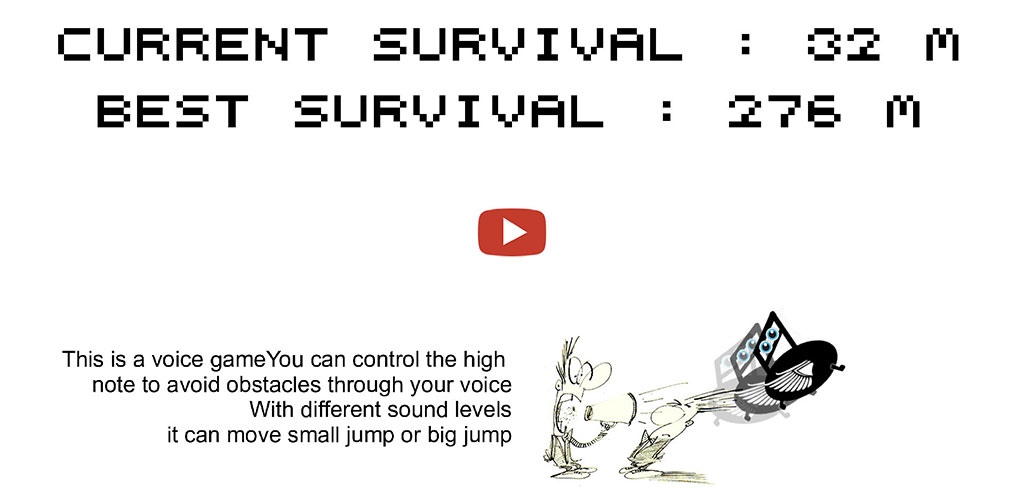 CURRENT SURVIVAL : 32 M
BEST SURVIVAL : 276 M
This is a voice gameYou can control the high
note to avoid obstacles through your voice
With different sound levels
it can move small jump or big jump